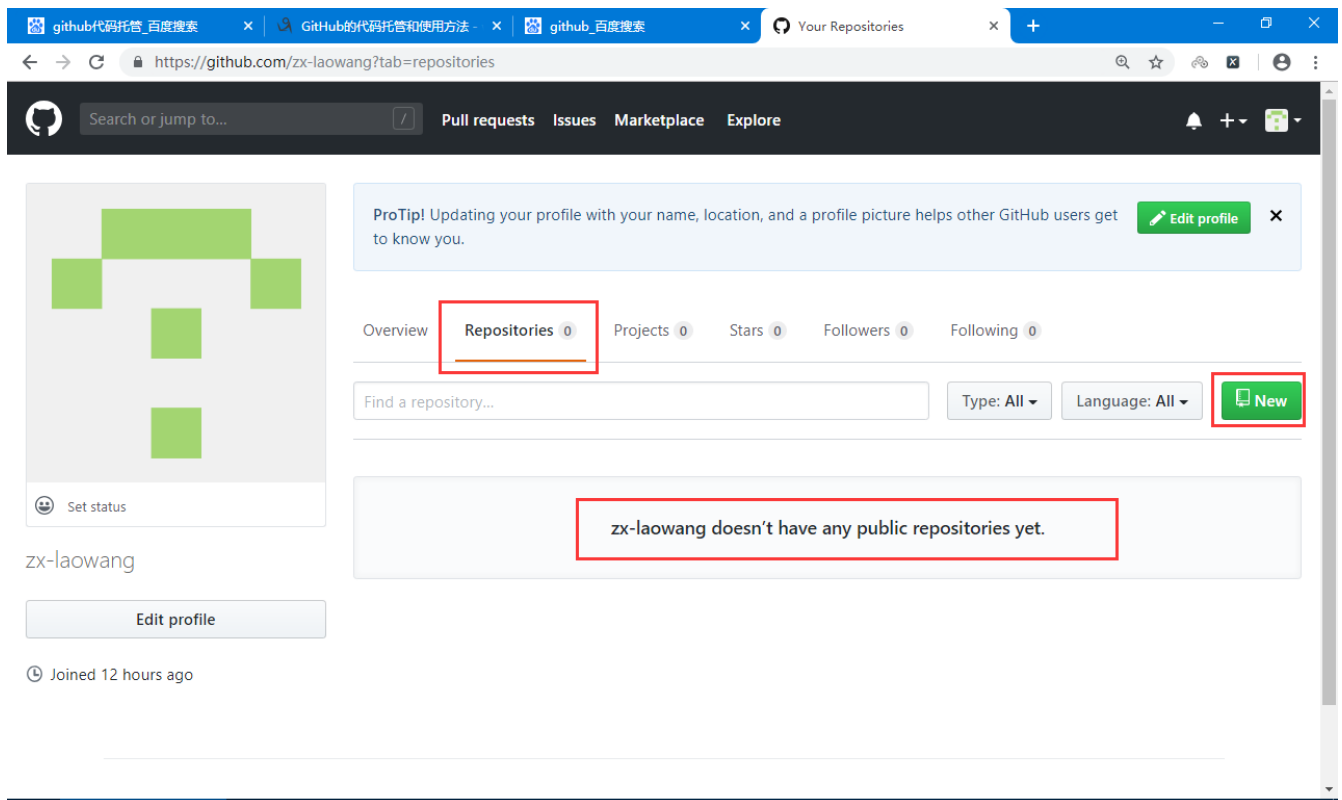 github代码托管_百度搜索
GitHub的代码托管和使用方法 -
github_百度搜索
Your Repositories
https://github.com/zx-laowang?tab=repositories
Search or jump to...
/
Pull requests Issues Marketplace Explore
ProTip! Updating your profile with your name, location, and a profile picture helps other GitHub users get
to know you.
Edit profile
Overview Repositories 0 Projects 0 Stars 0 Followers 0 Following 0
Find a repository...
Type: All
Language: All
New
Set status
zx-laowang doesn't have any public repositories yet.
zx-laowang
Edit profile
Joined 12 hours ago